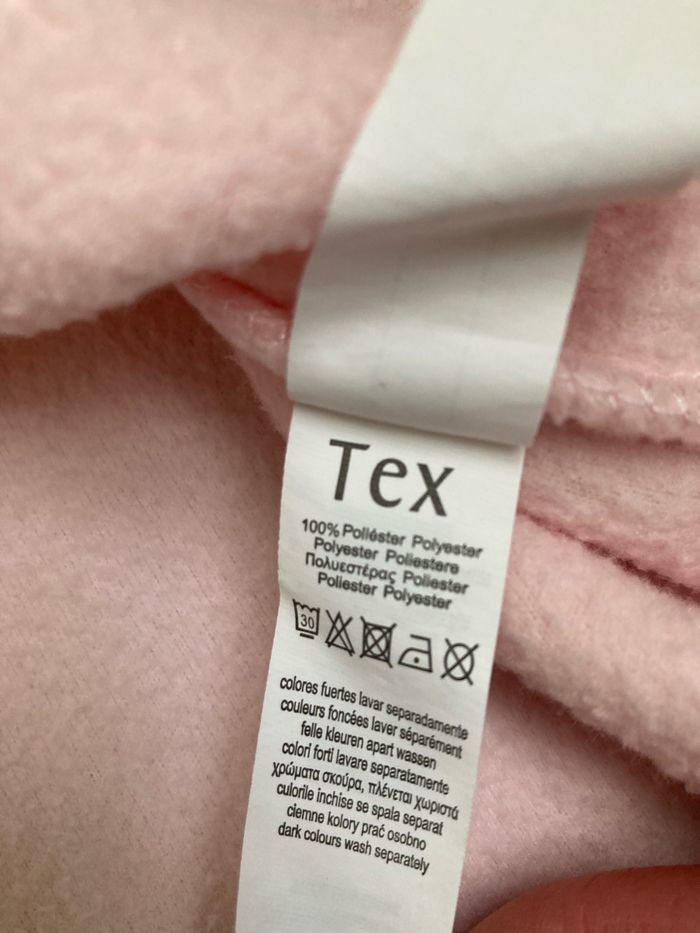 Tex
100% Poliéster Polyester
Polyester Poliestere
Πολυεστέρας Poliester
Poliester Polyester
30
colores fuertes lavar separadamente
couleurs foncées laver séparément
felle kleuren apart wassen
colori forti lavare separatamente
χρώματα σκούρα, πλένεται χωριστά
culorile inchise se spala separat
ciemne kolory prać osobno
dark colours wash separately